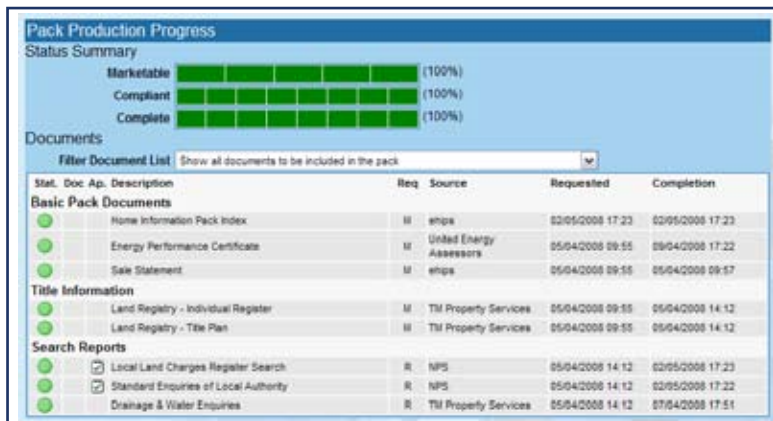 Pack Production Progress
Status Summary
Marketable (100%)
Compliant (100%)
Complete (100%)
Documents
Filter Document List Show all documents to be included in the pack
Stat. Doc Ap. Description Req Source Requested Completion
Basic Pack Documents
Home Information Pack Index M ehips 02/05/2008 17:23 02/05/2008 17:23
Energy Performance Certificate M United Energy Assessors 05/04/2008 09:55 09/04/2008 17:22
Sale Statement M ehips 05/04/2008 09:55 05/04/2008 09:57
Title Information
Land Registry - Individual Register M TM Property Services 05/04/2008 09:55 05/04/2008 14:12
Land Registry - Title Plan M TM Property Services 05/04/2008 09:55 05/04/2008 14:12
Search Reports
Local Land Charges Register Search R NPS 05/04/2008 14:12 02/05/2008 17:23
Standard Enquiries of Local Authority R NPS 05/04/2008 14:12 02/05/2008 17:22
Drainage & Water Enquiries R TM Property Services 05/04/2008 14:12 07/04/2008 17:51